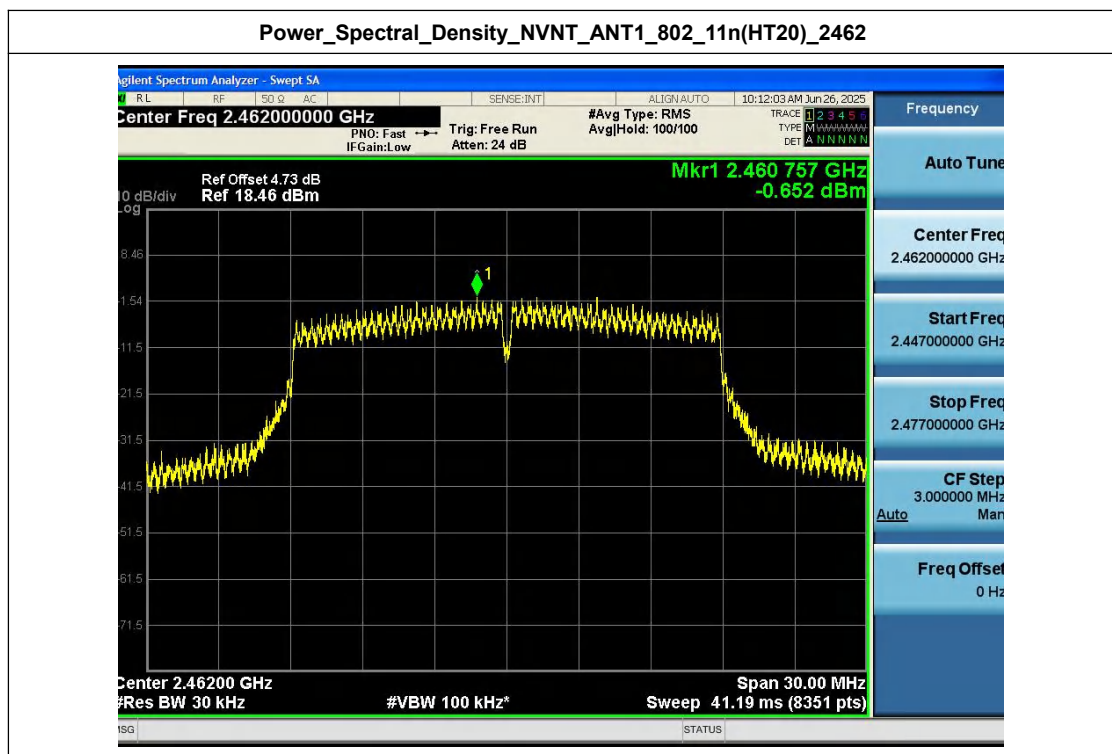 Power_Spectral_Density_NVNT_ANT1_802_11n(HT20)_2462
Agilent Spectrum Analyzer - Swept SA
RL RF 50 Ω AC SENSE:INT ALIGN AUTO 10:12:03 AM Jun 26, 2025
Center Freq 2.462000000 GHz
PNO: Fast
IFGain:Low
Trig: Free Run
Atten: 24 dB
#Avg Type: RMS
Avg|Hold: 100/100
TRACE 1 2 3 4 5 6
TYPE M
DET A N N N N N
Ref Offset 4.73 dB
10 dB/div Ref 18.46 dBm
Log
Mkr1 2.460 757 GHz
-0.652 dBm
8.46
-1.54
-11.5
-21.5
-31.5
-41.5
-51.5
-61.5
-71.5
1
Center 2.46200 GHz Span 30.00 MHz
#Res BW 30 kHz #VBW 100 kHz* Sweep 41.19 ms (8351 pts)
MSG STATUS
Frequency
Auto Tune
Center Freq
2.462000000 GHz
Start Freq
2.447000000 GHz
Stop Freq
2.477000000 GHz
CF Step
3.000000 MHz
Auto Man
Freq Offset
0 Hz